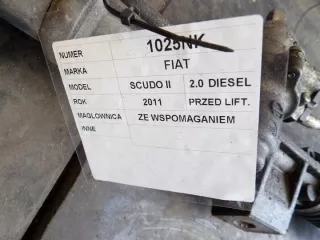 NUMER 1025NK
MARKA FIAT
MODEL SCUDO II 2.0 DIESEL
ROK 2011 PRZED LIFT.
MAGLOWNICA ZE WSPOMAGANIEM
INNE